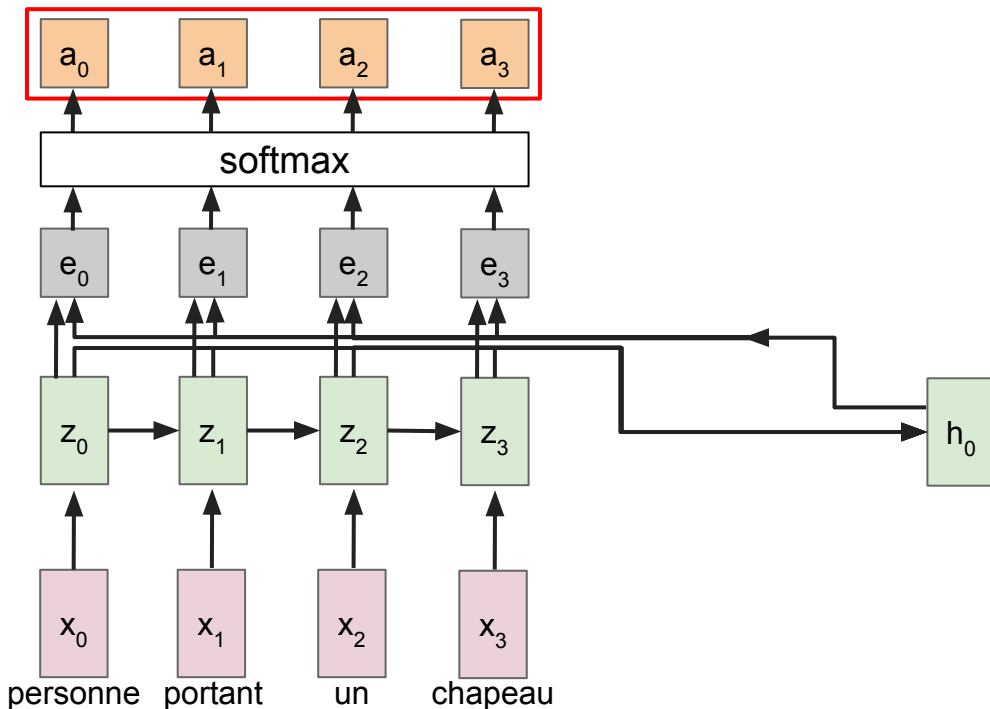 a0 a1 a2 a3
softmax
e0 e1 e2 e3
z0 z1 z2 z3 h0
x0 x1 x2 x3
personne portant un chapeau